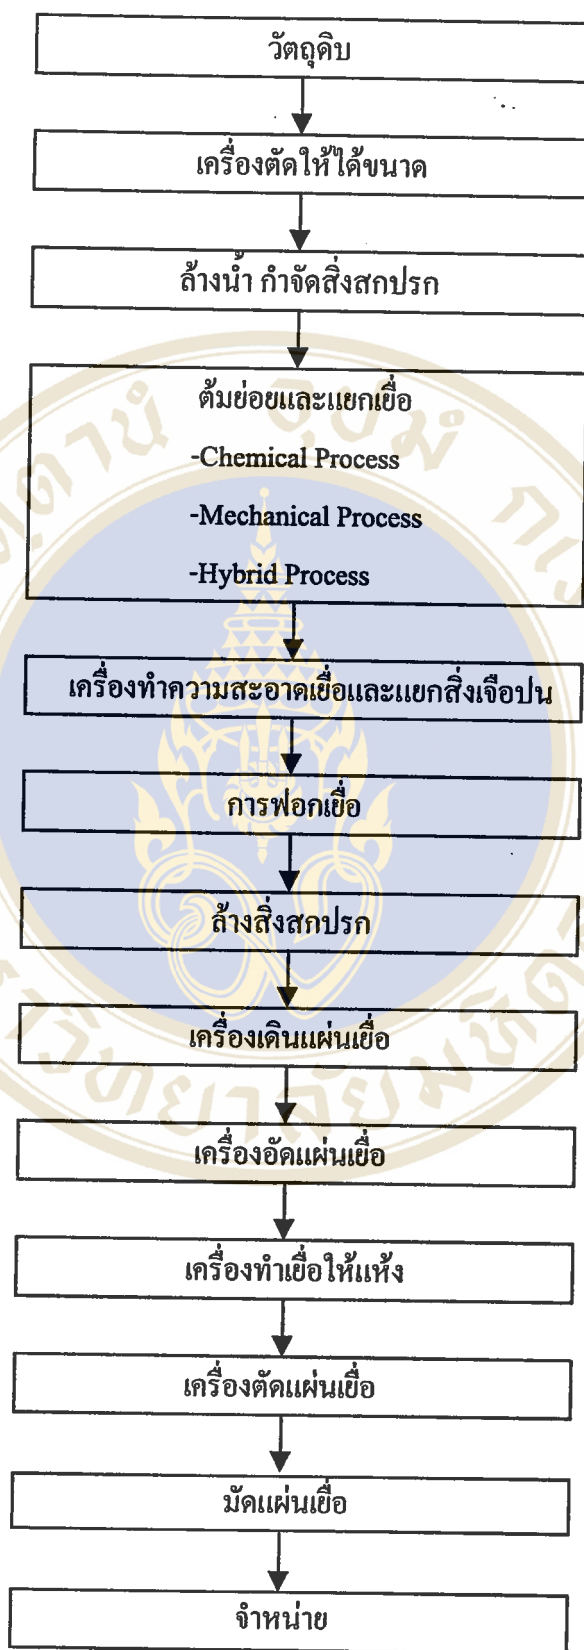 วัตถุดิบ
เครื่องตัดให้ได้ขนาด
ล้างน้ำ กำจัดสิ่งสกปรก
ต้มย่อยและแยกเยื่อ
-Chemical Process
-Mechanical Process
-Hybrid Process
เครื่องทำความสะอาดเยื่อและแยกสิ่งเจือปน
การฟอกเยื่อ
ล้างสิ่งสกปรก
เครื่องเดินแผ่นเยื่อ
เครื่องอัดแผ่นเยื่อ
เครื่องทำเยื่อให้แห้ง
เครื่องตัดแผ่นเยื่อ
มัดแผ่นเยื่อ
จำหน่าย